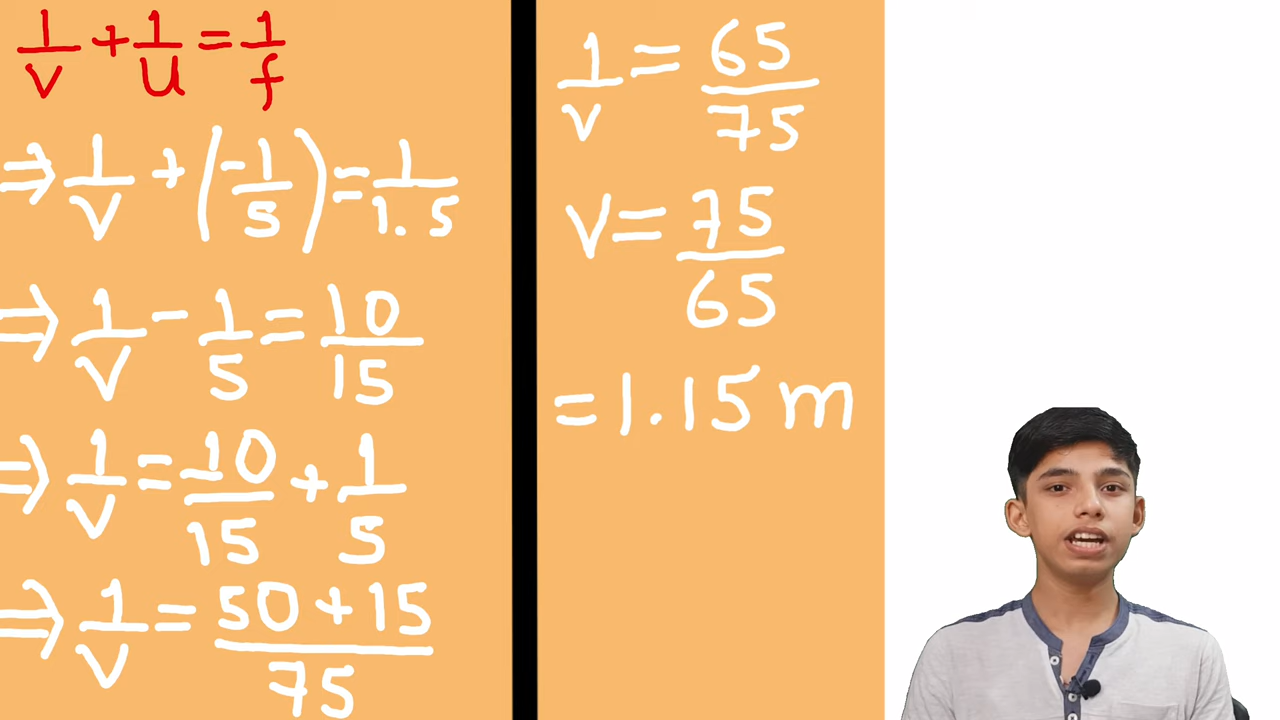 1/v + 1/u = 1/f
⇒ 1/v + (-1/5) = 1/1.5
⇒ 1/v - 1/5 = 10/15
⇒ 1/v = 10/15 + 1/5
⇒ 1/v = 50+15/75
1/v = 65/75
v = 75/65
= 1.15 m